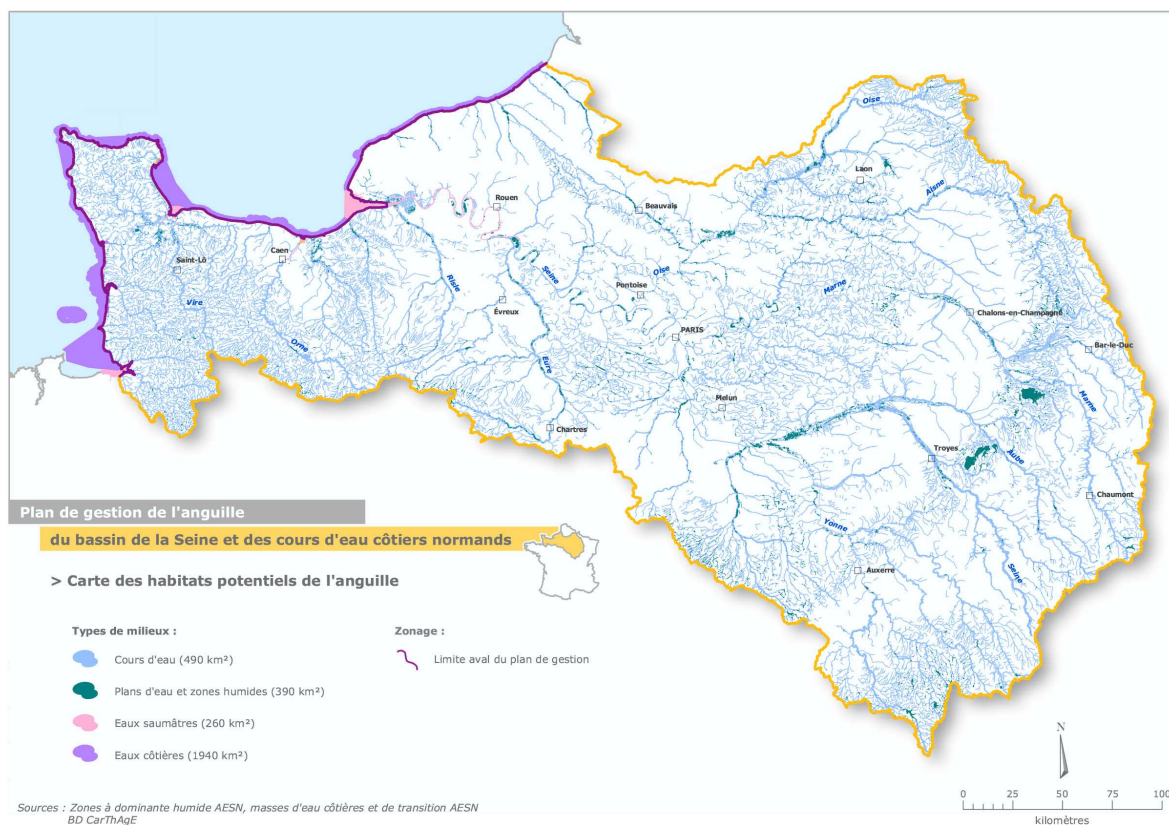 Oise
Laon
Aisne
Rouen
Beauvais
Caen
Saint-Lô
Seine
Oise
Risle
Pontoise
Marne
Vire
Évreux
Chalons-en-Champagne
PARIS
Bar-le-Duc
Orne
Eure
Marne
Melun
Chartres
Troyes
Aube
Chaumont
Yonne
Auxerre
Seine
Plan de gestion de l'anguille
du bassin de la Seine et des cours d'eau côtiers normands
> Carte des habitats potentiels de l'anguille
Types de milieux :
Cours d'eau (490 km²)
Plans d'eau et zones humides (390 km²)
Eaux saumâtres (260 km²)
Eaux côtières (1940 km²)
Zonage :
Limite aval du plan de gestion
N
0 25 50 75 100
kilomètres
Sources : Zones à dominante humide AESN, masses d'eau côtières et de transition AESN
BD CarThAgE